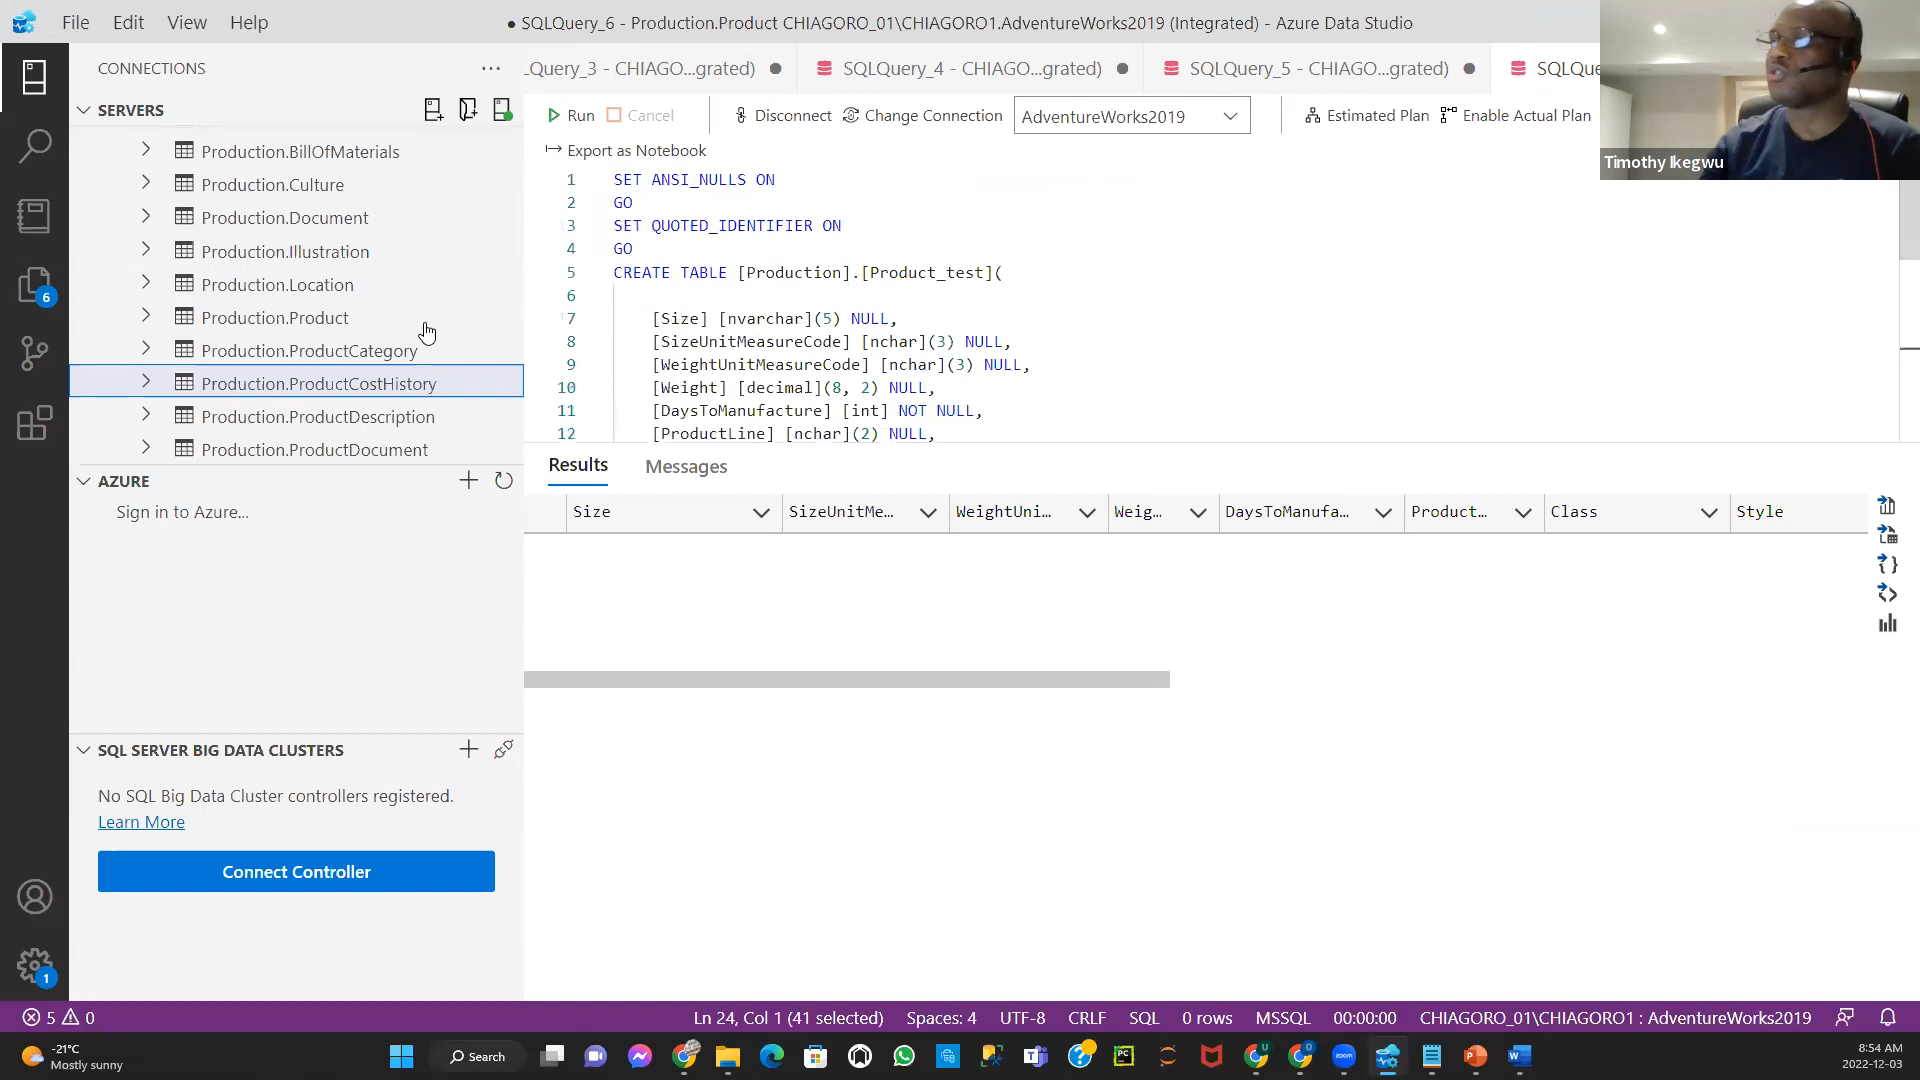 File Edit View Help
● SQLQuery_6 - Production.Product CHIAGORO_01\CHIAGORO1.AdventureWorks2019 (Integrated) - Azure Data Studio
CONNECTIONS
SERVERS
Production.BillOfMaterials
Production.Culture
Production.Document
Production.Illustration
Production.Location
Production.Product
Production.ProductCategory
Production.ProductCostHistory
Production.ProductDescription
Production.ProductDocument
AZURE
Sign in to Azure...
SQL SERVER BIG DATA CLUSTERS
No SQL Big Data Cluster controllers registered.
Learn More
Connect Controller
6
1
.Query_3 - CHIAGO...grated) SQLQuery_4 - CHIAGO...grated) SQLQuery_5 - CHIAGO...grated) SQLQue
Run Cancel Disconnect Change Connection AdventureWorks2019 Estimated Plan Enable Actual Plan
Export as Notebook
1 SET ANSI_NULLS ON
2 GO
3 SET QUOTED_IDENTIFIER ON
4 GO
5 CREATE TABLE [Production].[Product_test](
6
7 [Size] [nvarchar](5) NULL,
8 [SizeUnitMeasureCode] [nchar](3) NULL,
9 [WeightUnitMeasureCode] [nchar](3) NULL,
10 [Weight] [decimal](8, 2) NULL,
11 [DaysToManufacture] [int] NOT NULL,
12 [ProductLine] [nchar](2) NULL,
Timothy Ikegwu
Results Messages
Size SizeUnitMe... WeightUni... Weig... DaysToManufa... Product... Class Style
5 0
Ln 24, Col 1 (41 selected) Spaces: 4 UTF-8 CRLF SQL 0 rows MSSQL 00:00:00 CHIAGORO_01\CHIAGORO1 : AdventureWorks2019
-21°C
Mostly sunny
Search
zoom
8:54 AM
2022-12-03